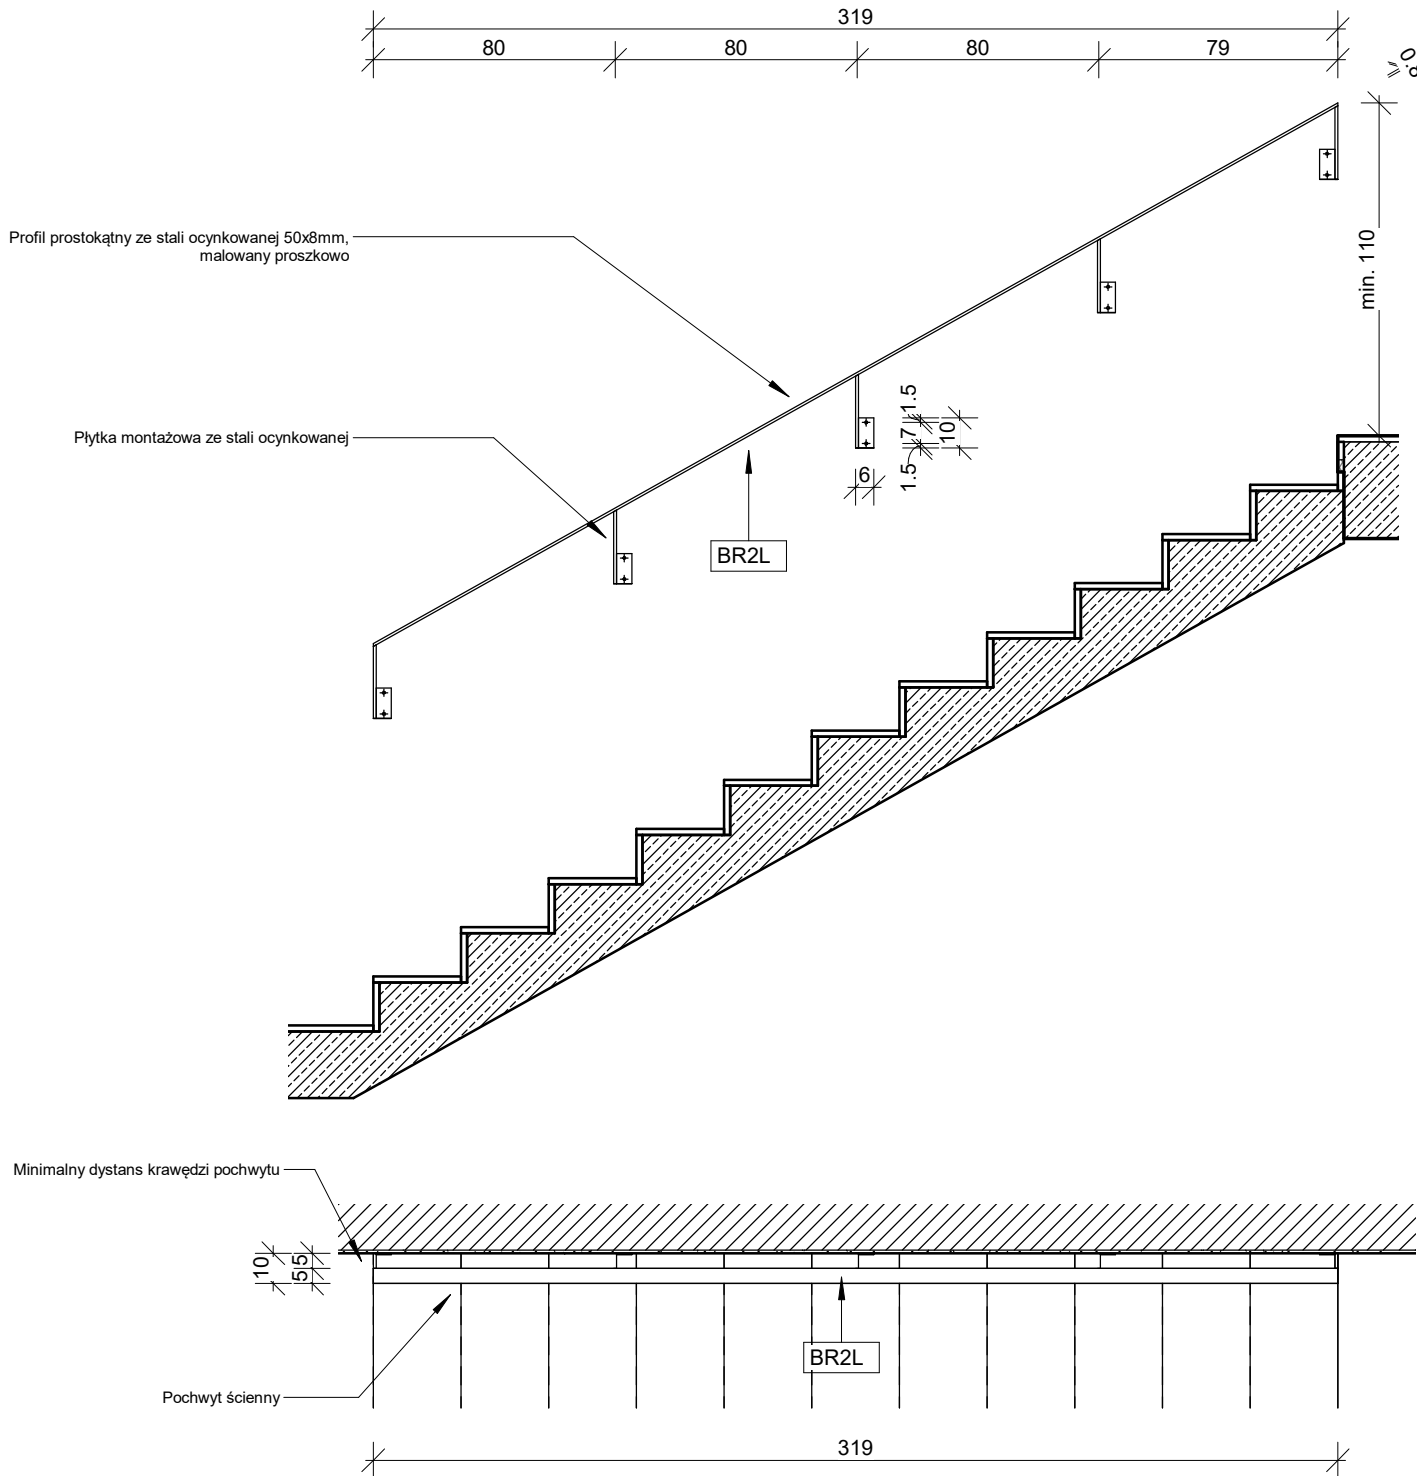 319
80 80 80 79
0.8
Profil prostokątny ze stali ocynkowanej 50x8mm,
malowany proszkowo
min. 110
Płytka montażowa ze stali ocynkowanej
1.5
7
10
1.5
6
BR2L
Minimalny dystans krawędzi pochwytu
10
5
5
BR2L
Pochwyt ścienny
319